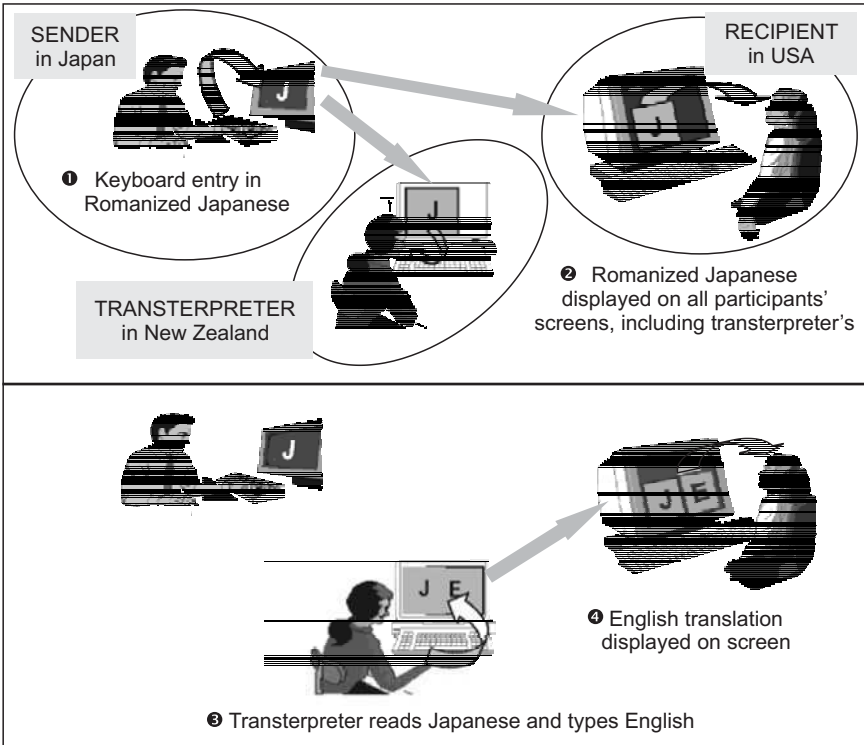 SENDER
in Japan
J
❶ Keyboard entry in
Romanized Japanese
RECIPIENT
in USA
J
❷ Romanized Japanese
displayed on all participants’
screens, including transterpreter’s
J
TRANSTERPRETER
in New Zealand
J
J E
J E
❹ English translation
displayed on screen
❸ Transterpreter reads Japanese and types English